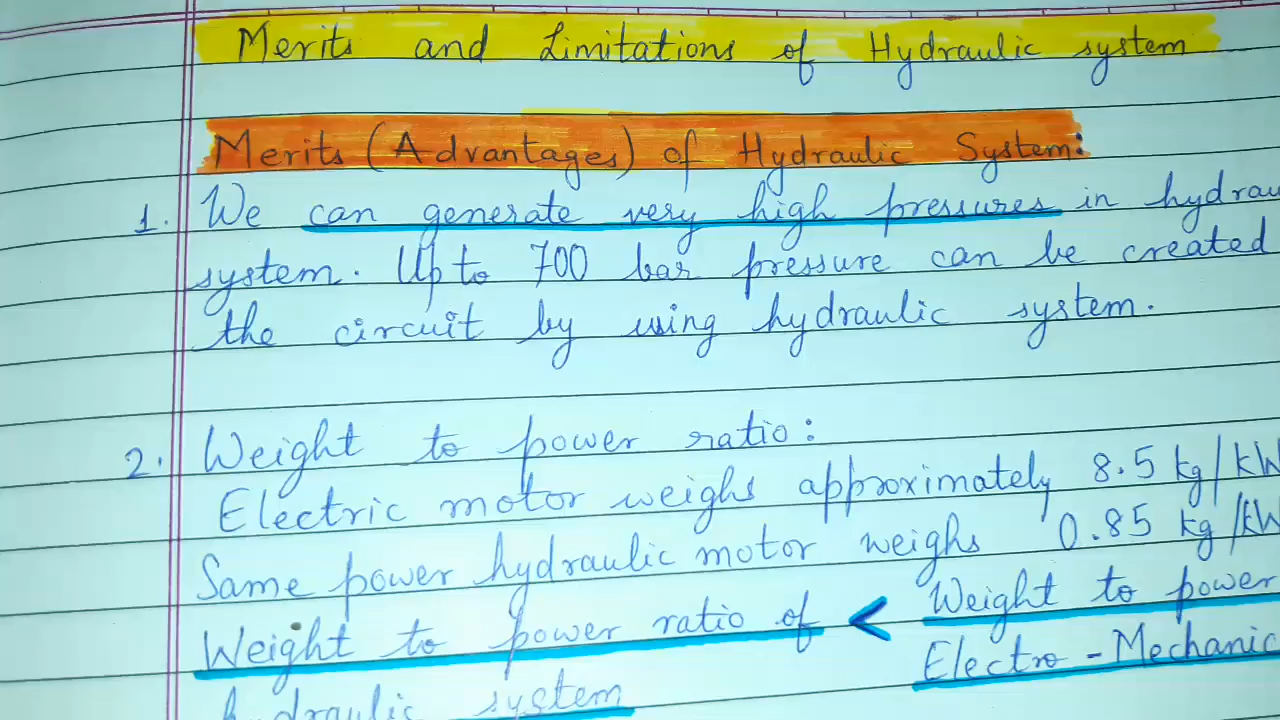 Merits and Limitations of Hydraulic system
Merits (Advantages) of Hydraulic System:
1. We can generate very high pressures in hydrau
system. Up to 700 bar pressure can be created
the circuit by using hydraulic system.
2. Weight to power ratio:
Electric motor weighs approximately 8.5 kg/kW
Same power hydraulic motor weighs 0.85 kg/kW
Weight to power ratio of < Weight to power
hydraulic system Electro-Mechanic